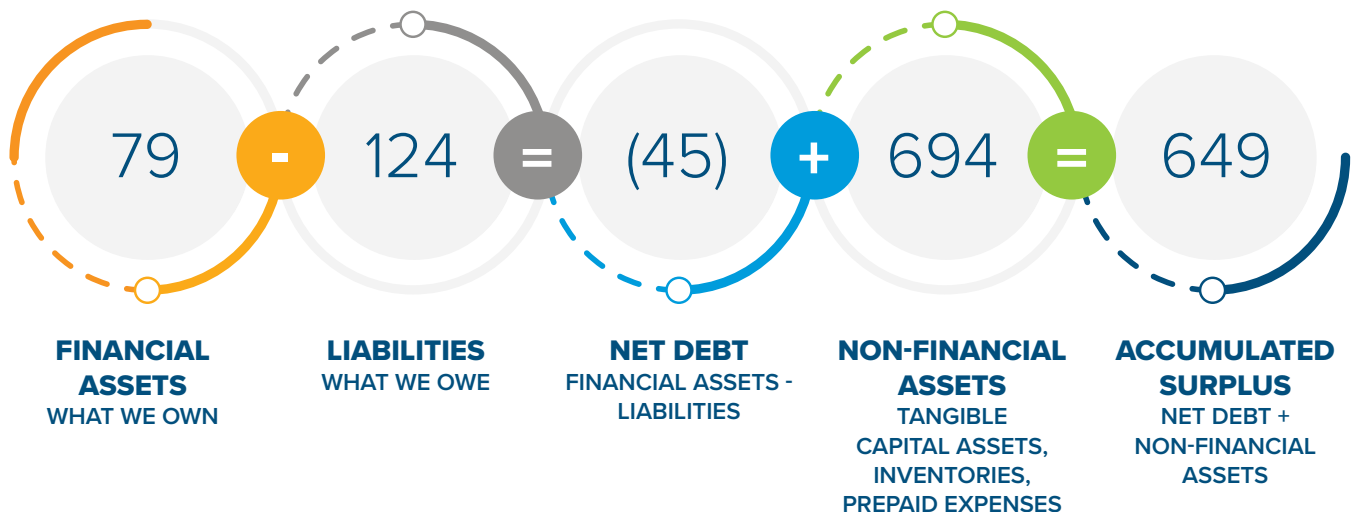 79
-
124
=
(45)
+
694
=
649
FINANCIAL
ASSETS
WHAT WE OWN
LIABILITIES
WHAT WE OWE
NET DEBT
FINANCIAL ASSETS -
LIABILITIES
NON-FINANCIAL
ASSETS
TANGIBLE
CAPITAL ASSETS,
INVENTORIES,
PREPAID EXPENSES
ACCUMULATED
SURPLUS
NET DEBT +
NON-FINANCIAL
ASSETS